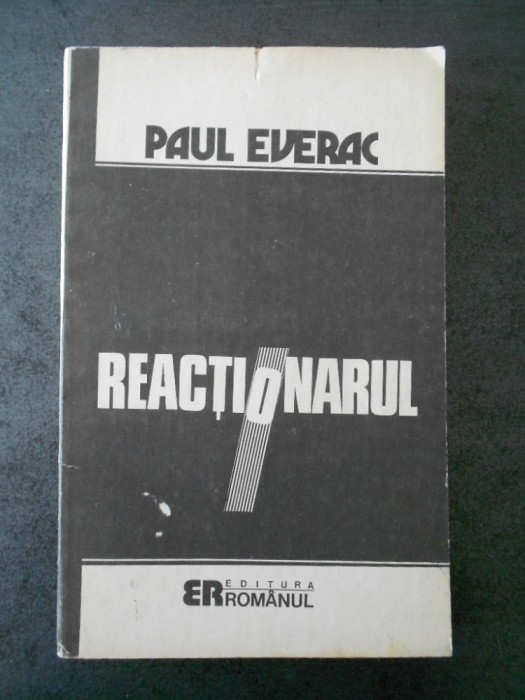 PAUL EVERAC
REACȚIONARUL
ER EDITURA
ROMÂNUL